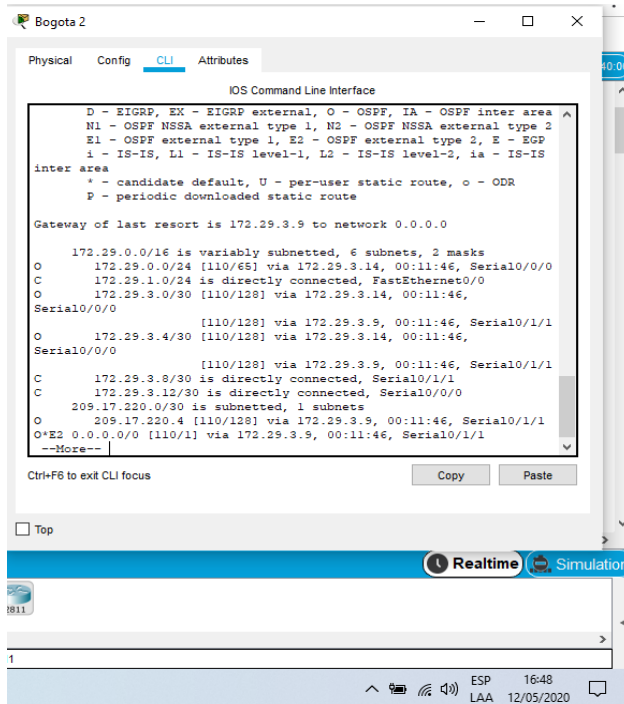 Bogota 2
Physical Config CLI Attributes
IOS Command Line Interface
D - EIGRP, EX - EIGRP external, O - OSPF, IA - OSPF inter area
N1 - OSPF NSSA external type 1, N2 - OSPF NSSA external type 2
E1 - OSPF external type 1, E2 - OSPF external type 2, E - EGP
i - IS-IS, L1 - IS-IS level-1, L2 - IS-IS level-2, ia - IS-IS
inter area
* - candidate default, U - per-user static route, o - ODR
P - periodic downloaded static route
Gateway of last resort is 172.29.3.9 to network 0.0.0.0
172.29.0.0/16 is variably subnetted, 6 subnets, 2 masks
O 172.29.0.0/24 [110/65] via 172.29.3.14, 00:11:46, Serial0/0/0
C 172.29.1.0/24 is directly connected, FastEthernet0/0
O 172.29.3.0/30 [110/128] via 172.29.3.14, 00:11:46,
Serial0/0/0
[110/128] via 172.29.3.9, 00:11:46, Serial0/1/1
O 172.29.3.4/30 [110/128] via 172.29.3.14, 00:11:46,
Serial0/0/0
[110/128] via 172.29.3.9, 00:11:46, Serial0/1/1
C 172.29.3.8/30 is directly connected, Serial0/1/1
C 172.29.3.12/30 is directly connected, Serial0/0/0
209.17.220.0/30 is subnetted, 1 subnets
O 209.17.220.4 [110/128] via 172.29.3.9, 00:11:46, Serial0/1/1
O*E2 0.0.0.0/0 [110/1] via 172.29.3.9, 00:11:46, Serial0/1/1
--More--
Ctrl+F6 to exit CLI focus
Copy Paste
Top
Realtime Simulation
2811
1
ESP 16:48
LAA 12/05/2020